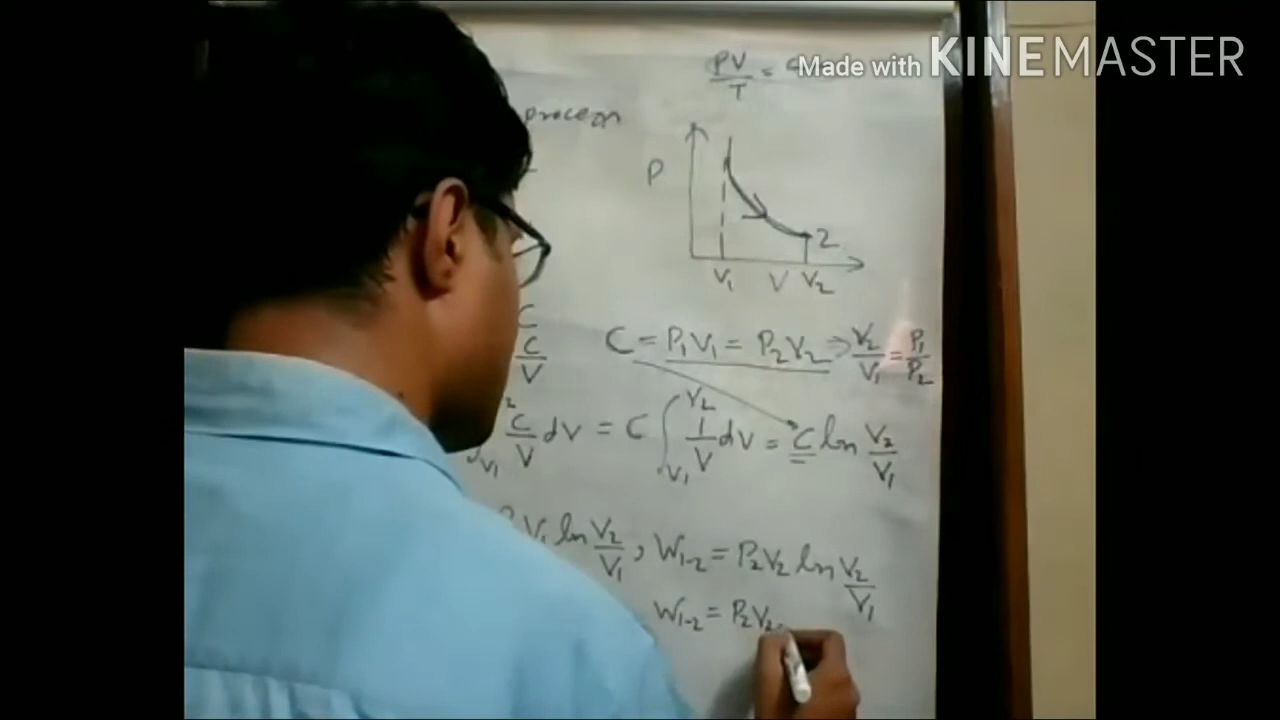 Made with KINEMASTER
PV/T =
process
P
2
V₁ V V₂
C
C/V
C = P₁V₁ = P₂V₂ ⇒ V₂/V₁ = P₁/P₂
∫V₁² C/V dV = C ∫V₁V₂ 1/V dV = C ln V₂/V₁
V₁ ln V₂/V₁ , W₁₋₂ = P₂V₂ ln V₂/V₁
W₁₋₂ = P₂V₂